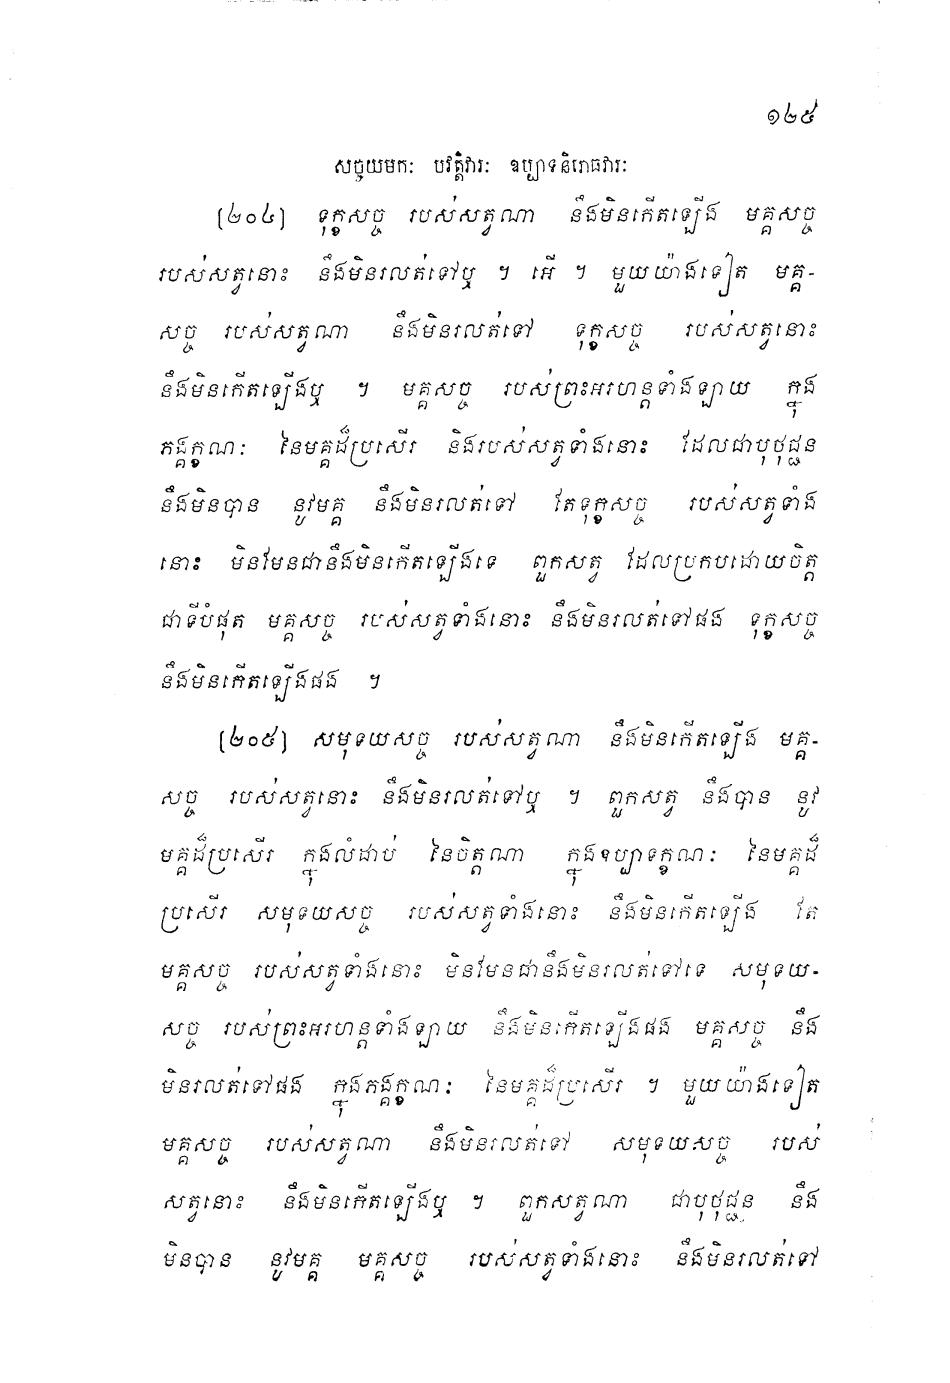 ១២៥
សច្ចយមកៈ បវត្តិវារៈ ឧប្បាទនិរោធវារៈ
[២០៤] ទុក្ខសច្ច របស់សត្វណា នឹងមិនកើតឡើង មគ្គសច្ច
របស់សត្វនោះ នឹងមិនរលត់ទៅឬ ។ អើ ។ មួយយ៉ាងទៀត មគ្គ-
សច្ច របស់សត្វណា នឹងមិនរលត់ទៅ ទុក្ខសច្ច របស់សត្វនោះ
នឹងមិនកើតឡើងឬ ។ មគ្គសច្ច របស់ព្រះអរហន្តទាំងឡាយ ក្នុង
ភង្គក្ខណៈ នៃមគ្គដ៏ប្រសើរ និងរបស់សត្វទាំងនោះ ដែលជាបុថុជ្ជន
នឹងមិនបាន នូវមគ្គ នឹងមិនរលត់ទៅ តែទុក្ខសច្ច របស់សត្វទាំង
នោះ មិនមែនជានឹងមិនកើតឡើងទេ ពួកសត្វ ដែលប្រកបដោយចិត្ត
ជាទីបំផុត មគ្គសច្ច របស់សត្វទាំងនោះ នឹងមិនរលត់ទៅផង ទុក្ខសច្ច
នឹងមិនកើតឡើងផង ។
[២០៥] សមុទយសច្ច របស់សត្វណា នឹងមិនកើតឡើង មគ្គ-
សច្ច របស់សត្វនោះ នឹងមិនរលត់ទៅឬ ។ ពួកសត្វ នឹងបាន នូវ
មគ្គដ៏ប្រសើរ ក្នុងលំដាប់ នៃចិត្តណា ក្នុងឧប្បាទក្ខណៈ នៃមគ្គដ៏
ប្រសើរ សមុទយសច្ច របស់សត្វទាំងនោះ នឹងមិនកើតឡើង តែ
មគ្គសច្ច របស់សត្វទាំងនោះ មិនមែនជានឹងមិនរលត់ទៅទេ សមុទយ-
សច្ច របស់ព្រះអរហន្តទាំងឡាយ នឹងមិនកើតឡើងផង មគ្គសច្ច នឹង
មិនរលត់ទៅផង ក្នុងភង្គក្ខណៈ នៃមគ្គដ៏ប្រសើរ ។ មួយយ៉ាងទៀត
មគ្គសច្ច របស់សត្វណា នឹងមិនរលត់ទៅ សមុទយសច្ច របស់
សត្វនោះ នឹងមិនកើតឡើងឬ ។ ពួកសត្វណា ជាបុថុជ្ជន នឹង
មិនបាន នូវមគ្គ មគ្គសច្ច របស់សត្វទាំងនោះ នឹងមិនរលត់ទៅ